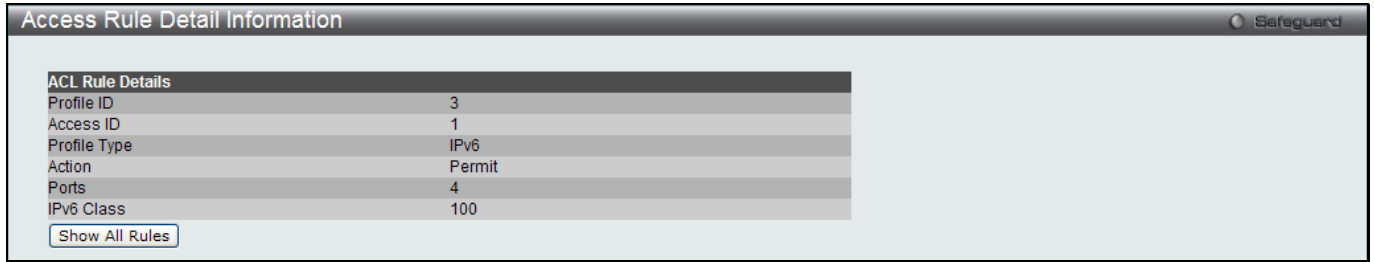 Access Rule Detail Information
Safeguard
ACL Rule Details
Profile ID 3
Access ID 1
Profile Type IPv6
Action Permit
Ports 4
IPv6 Class 100
Show All Rules